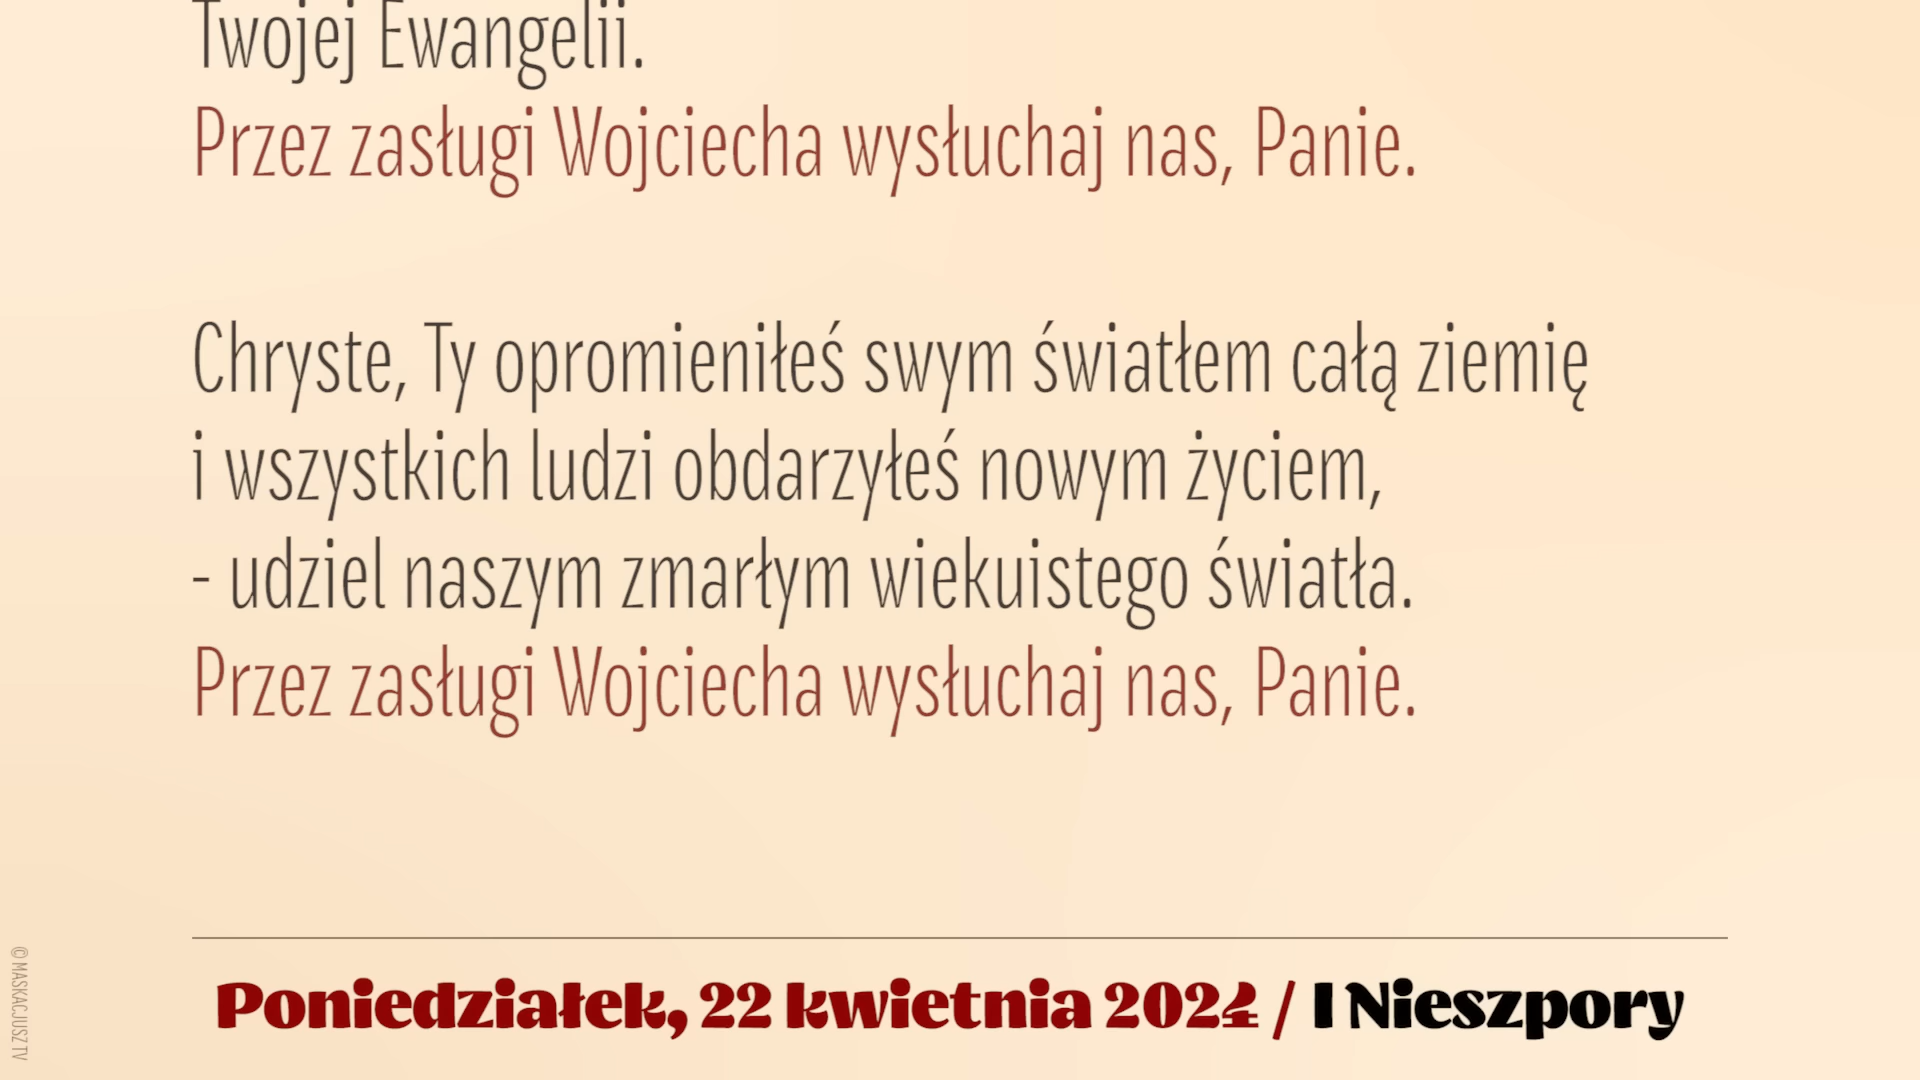 Twojej Ewangelii.
Przez zasługi Wojciecha wysłuchaj nas, Panie.
Chryste, Ty opromieniłeś swym światłem całą ziemię
i wszystkich ludzi obdarzyłeś nowym życiem,
- udziel naszym zmarłym wiekuistego światła.
Przez zasługi Wojciecha wysłuchaj nas, Panie.
Poniedziałek, 22 kwietnia 2024 / I Nieszpory
© MASKACJUSZ TV